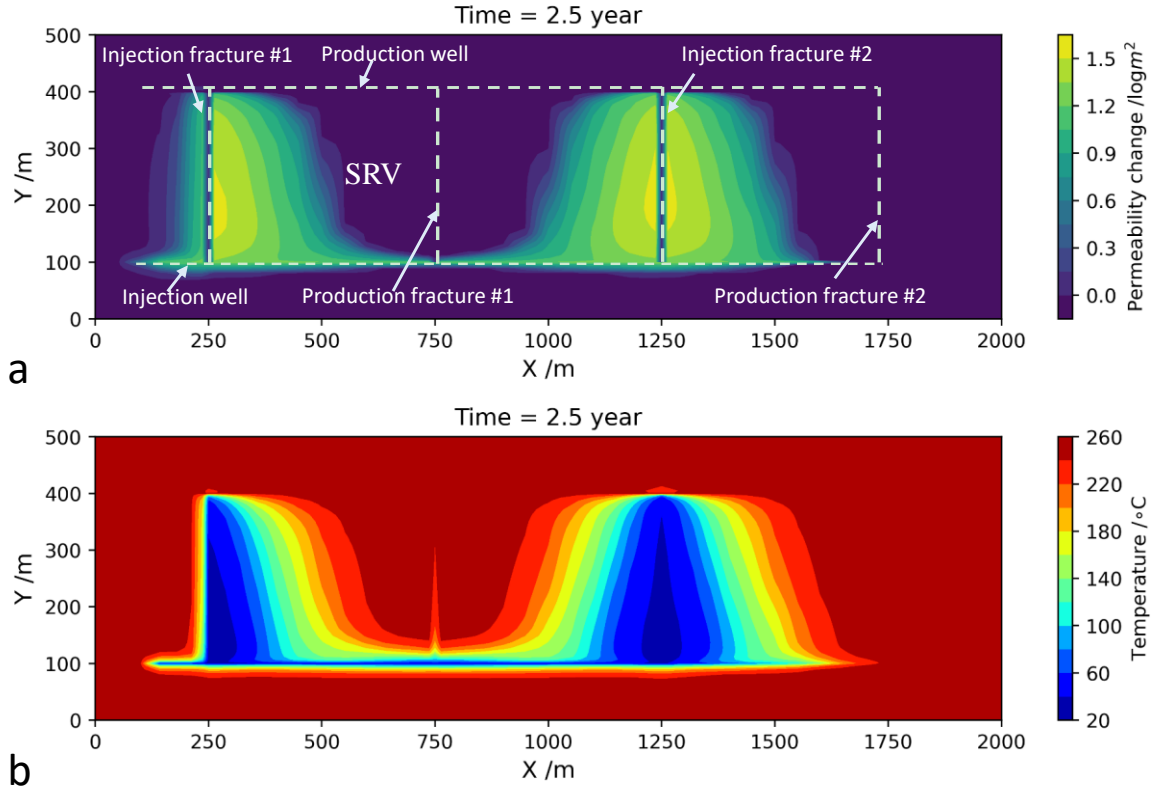 Time = 2.5 year
500
400
300
200
100
0
Y /m
Injection fracture #1
Production well
Injection fracture #2
SRV
Injection well
Production fracture #1
Production fracture #2
0 250 500 750 1000 1250 1500 1750 2000
X /m
1.5
1.2
0.9
0.6
0.3
0.0
Permeability change /logm²
a
Time = 2.5 year
500
400
300
200
100
0
Y /m
0 250 500 750 1000 1250 1500 1750 2000
X /m
260
220
180
140
100
60
20
Temperature /∘C
b